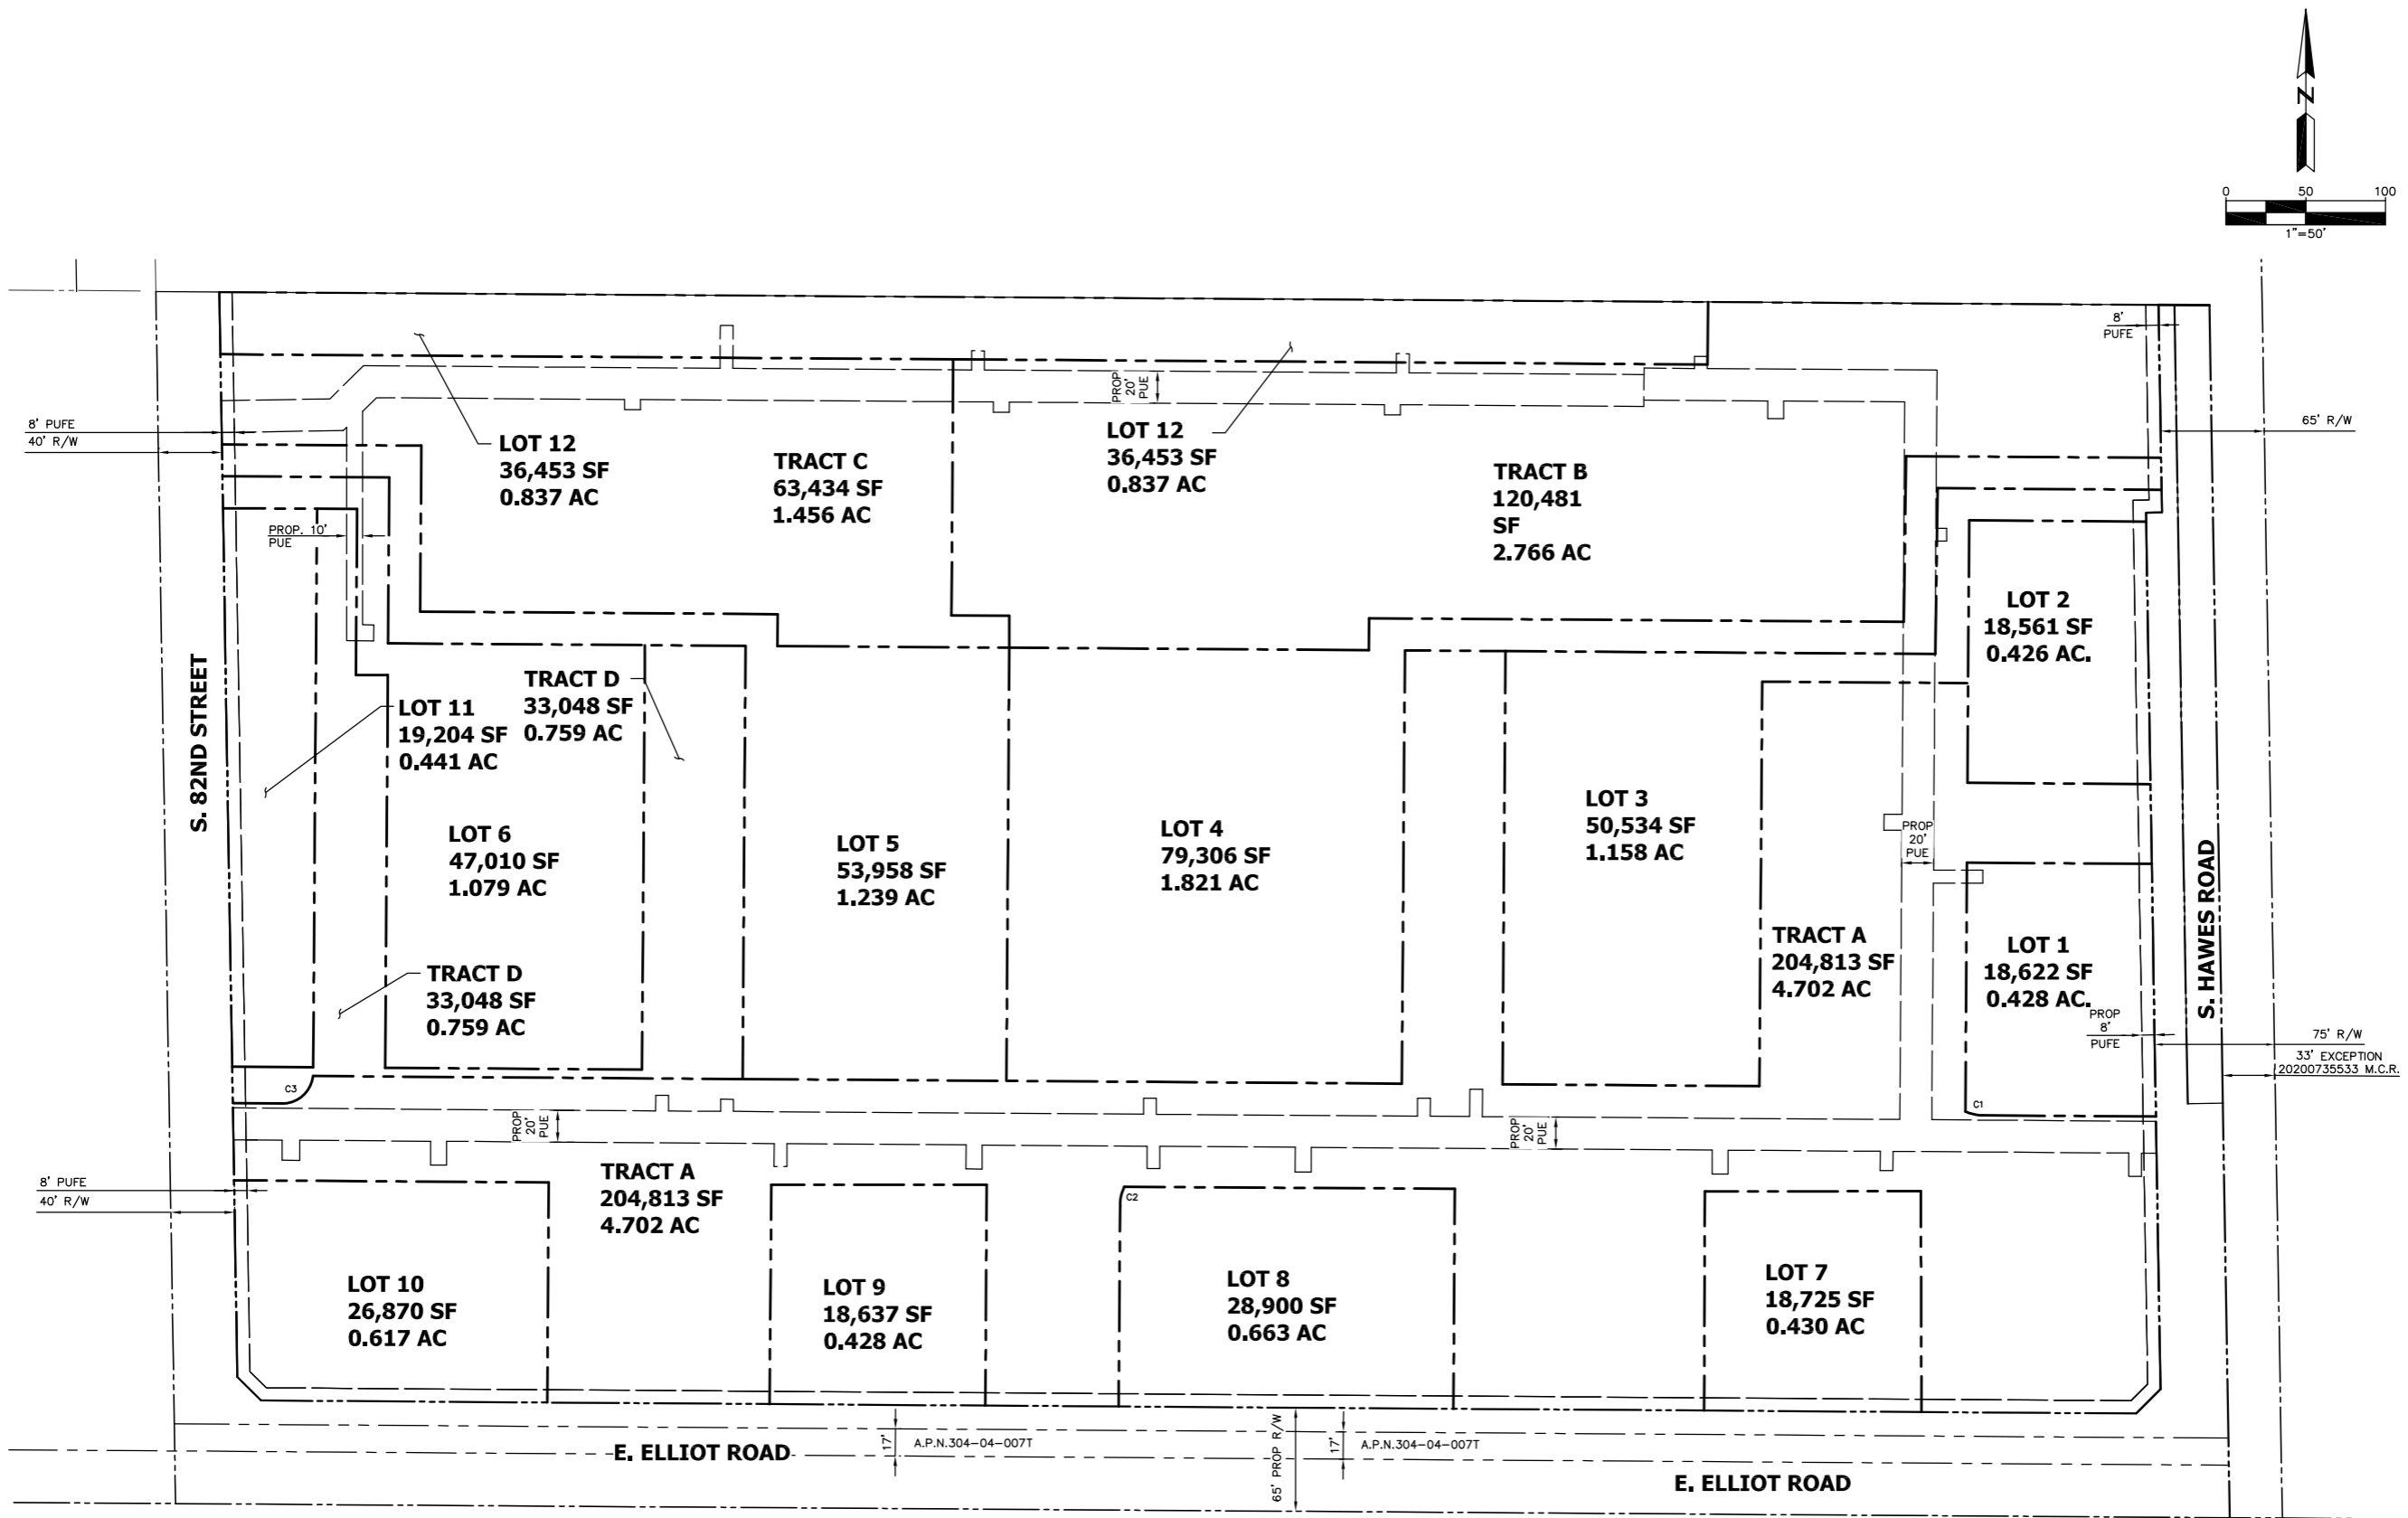 N
0 50 100
1"=50'
8'
PUFE
8' PUFE
40' R/W
65' R/W
LOT 12
36,453 SF
0.837 AC
TRACT C
63,434 SF
1.456 AC
PROP
20'
PUE
LOT 12
36,453 SF
0.837 AC
TRACT B
120,481
SF
2.766 AC
PROP. 10'
PUE
LOT 2
18,561 SF
0.426 AC.
S. 82ND STREET
TRACT D
33,048 SF
0.759 AC
LOT 11
19,204 SF
0.441 AC
LOT 6
47,010 SF
1.079 AC
LOT 5
53,958 SF
1.239 AC
LOT 4
79,306 SF
1.821 AC
LOT 3
50,534 SF
1.158 AC
PROP
20'
PUE
S. HAWES ROAD
TRACT A
204,813 SF
4.702 AC
LOT 1
18,622 SF
0.428 AC.
TRACT D
33,048 SF
0.759 AC
PROP
8'
PUFE
75' R/W
33' EXCEPTION
20200735533 M.C.R.
C3
C1
PROP
20'
PUE
PROP
20'
PUE
8' PUFE
40' R/W
TRACT A
204,813 SF
4.702 AC
C2
LOT 10
26,870 SF
0.617 AC
LOT 9
18,637 SF
0.428 AC
LOT 8
28,900 SF
0.663 AC
LOT 7
18,725 SF
0.430 AC
17'
A.P.N.304-04-007T
65' PROP R/W
17'
A.P.N.304-04-007T
E. ELLIOT ROAD
E. ELLIOT ROAD